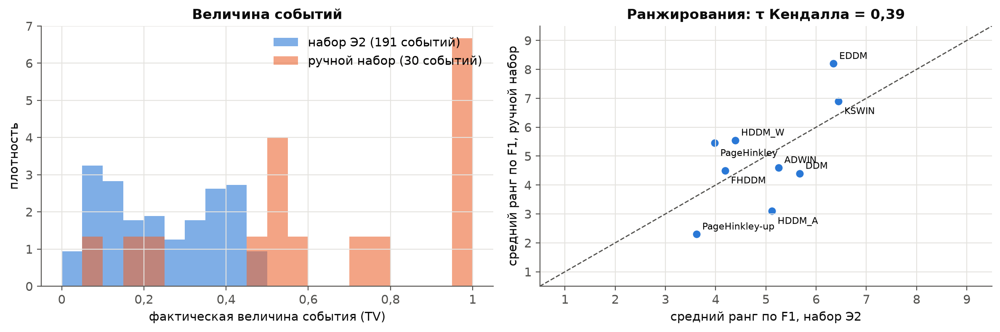 Величина событий
7
6
5
4
3
2
1
0
плотность
набор Э2 (191 событий)
ручной набор (30 событий)
0
0,2
0,4
0,6
0,8
1
фактическая величина события (TV)
Ранжирования: τ Кендалла = 0,39
9
8
7
6
5
4
3
2
1
средний ранг по F1, ручной набор
EDDM
KSWIN
HDDM_W
PageHinkley
ADWIN
DDM
FHDDM
HDDM_A
PageHinkley-up
1
2
3
4
5
6
7
8
9
средний ранг по F1, набор Э2